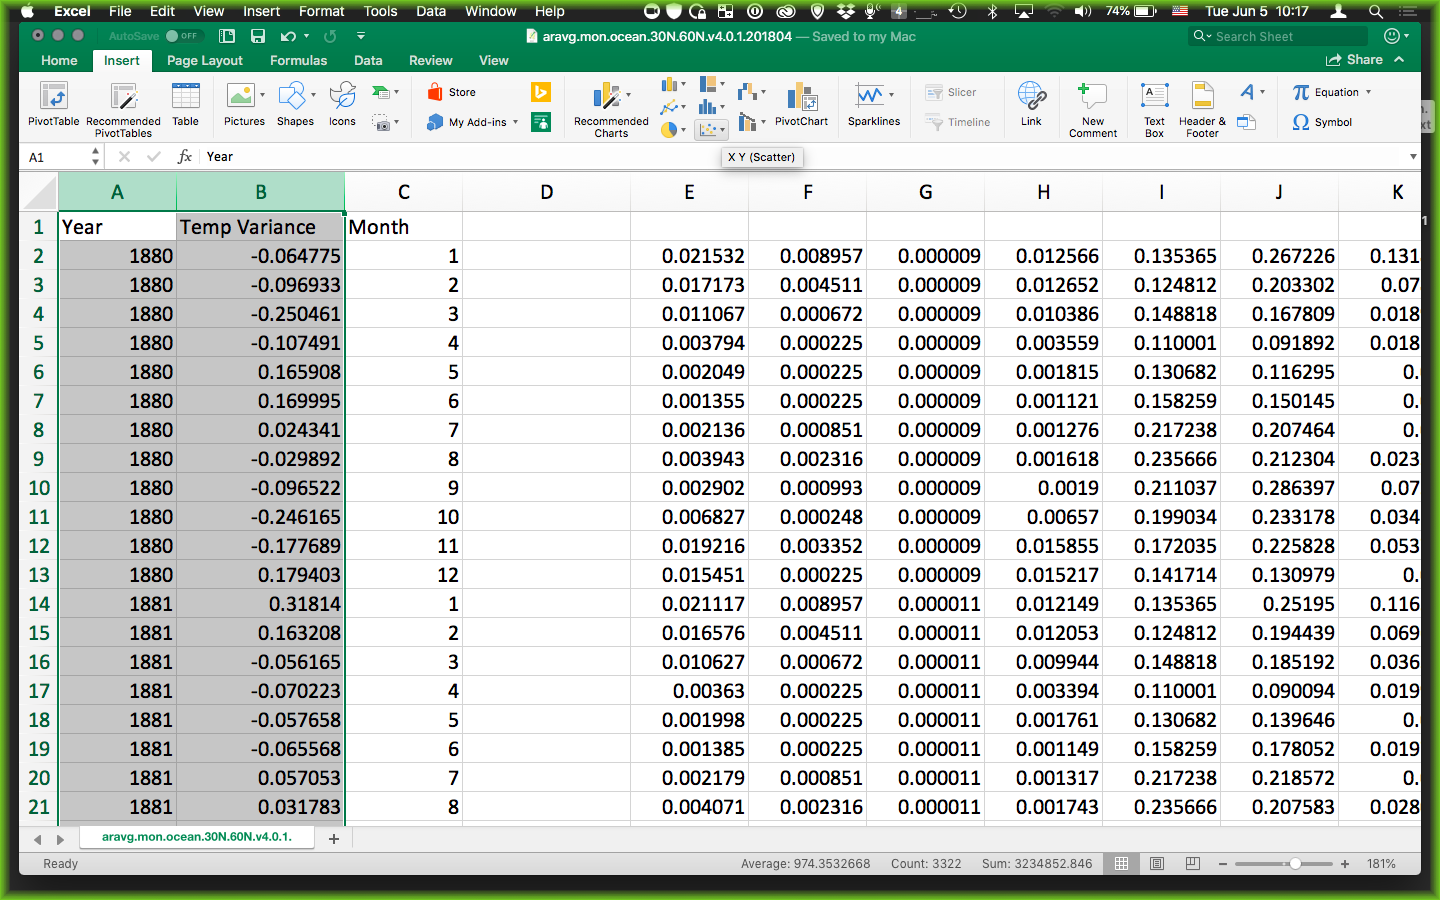 Excel File Edit View Insert Format Tools Data Window Help 4 74% Tue Jun 5 10:17
AutoSave OFF aravg.mon.ocean.30N.60N.v4.0.1.201804 — Saved to my Mac Search Sheet
Home Insert Page Layout Formulas Data Review View Share
Store Slicer Equation
My Add-ins Timeline Symbol
PivotTable Recommended PivotTables Table Pictures Shapes Icons Recommended Charts PivotChart Sparklines Link New Comment Text Box Header & Footer
A1 fx Year X Y (Scatter)
A B C D E F G H I J K
1 Year Temp Variance Month
2 1880 -0.064775 1 0.021532 0.008957 0.000009 0.012566 0.135365 0.267226 0.131
3 1880 -0.096933 2 0.017173 0.004511 0.000009 0.012652 0.124812 0.203302 0.07
4 1880 -0.250461 3 0.011067 0.000672 0.000009 0.010386 0.148818 0.167809 0.018
5 1880 -0.107491 4 0.003794 0.000225 0.000009 0.003559 0.110001 0.091892 0.018
6 1880 0.165908 5 0.002049 0.000225 0.000009 0.001815 0.130682 0.116295 0.
7 1880 0.169995 6 0.001355 0.000225 0.000009 0.001121 0.158259 0.150145 0.
8 1880 0.024341 7 0.002136 0.000851 0.000009 0.001276 0.217238 0.207464 0.
9 1880 -0.029892 8 0.003943 0.002316 0.000009 0.001618 0.235666 0.212304 0.023
10 1880 -0.096522 9 0.002902 0.000993 0.000009 0.0019 0.211037 0.286397 0.07
11 1880 -0.246165 10 0.006827 0.000248 0.000009 0.00657 0.199034 0.233178 0.034
12 1880 -0.177689 11 0.019216 0.003352 0.000009 0.015855 0.172035 0.225828 0.053
13 1880 0.179403 12 0.015451 0.000225 0.000009 0.015217 0.141714 0.130979 0.
14 1881 0.31814 1 0.021117 0.008957 0.000011 0.012149 0.135365 0.25195 0.116
15 1881 0.163208 2 0.016576 0.004511 0.000011 0.012053 0.124812 0.194439 0.069
16 1881 -0.056165 3 0.010627 0.000672 0.000011 0.009944 0.148818 0.185192 0.036
17 1881 -0.070223 4 0.00363 0.000225 0.000011 0.003394 0.110001 0.090094 0.019
18 1881 -0.057658 5 0.001998 0.000225 0.000011 0.001761 0.130682 0.139646 0.
19 1881 -0.065568 6 0.001385 0.000225 0.000011 0.001149 0.158259 0.178052 0.019
20 1881 0.057053 7 0.002179 0.000851 0.000011 0.001317 0.217238 0.218572 0.
21 1881 0.031783 8 0.004071 0.002316 0.000011 0.001743 0.235666 0.207583 0.028
aravg.mon.ocean.30N.60N.v4.0.1. +
Ready Average: 974.3532668 Count: 3322 Sum: 3234852.846 181%